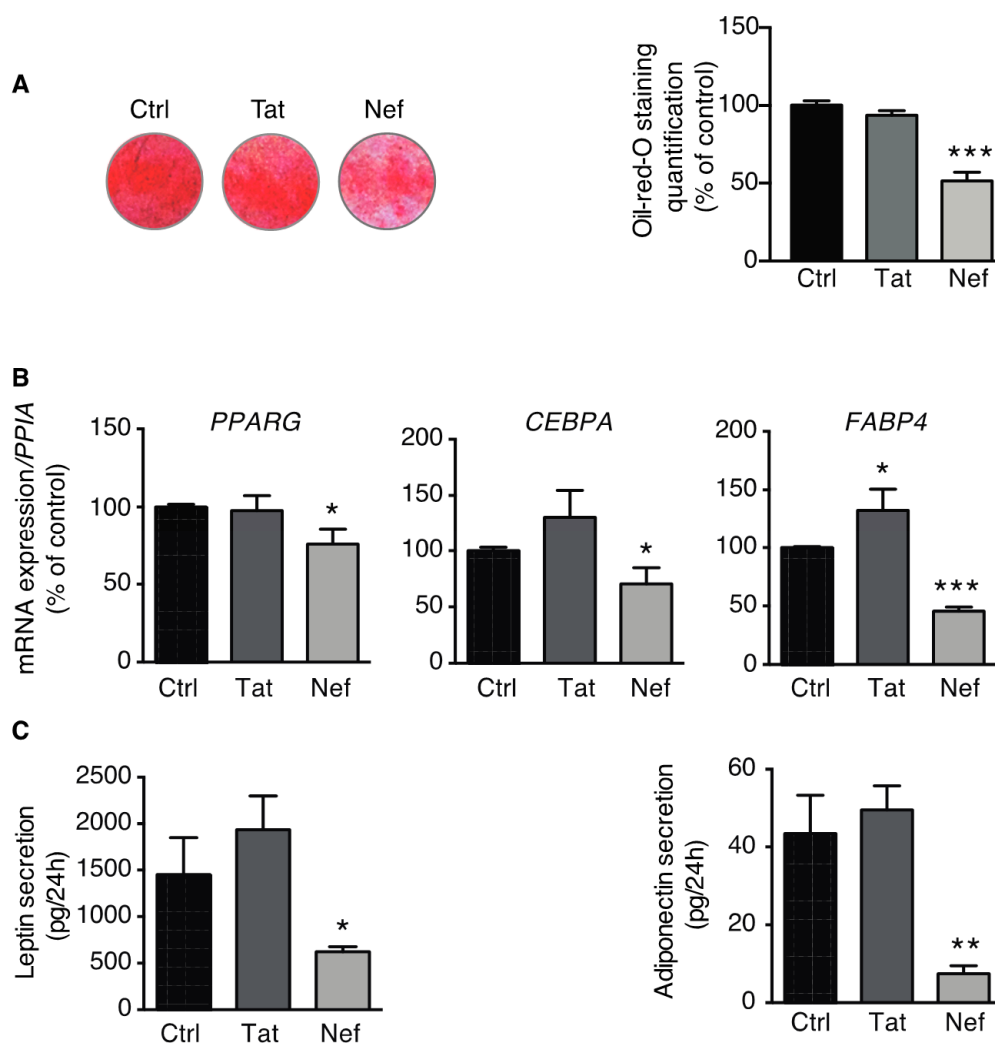 A
Ctrl Tat Nef
Oil-red-O staining
quantification
(% of control)
150
100
50
0
***
Ctrl Tat Nef
B
mRNA expression/PPIA
(% of control)
PPARG
150
100
50
0
*
Ctrl Tat Nef
CEBPA
200
150
100
50
0
*
Ctrl Tat Nef
FABP4
200
150
100
50
0
*
***
Ctrl Tat Nef
C
Leptin secretion
(pg/24h)
2500
2000
1500
1000
500
0
*
Ctrl Tat Nef
Adiponectin secretion
(pg/24h)
60
40
20
0
**
Ctrl Tat Nef